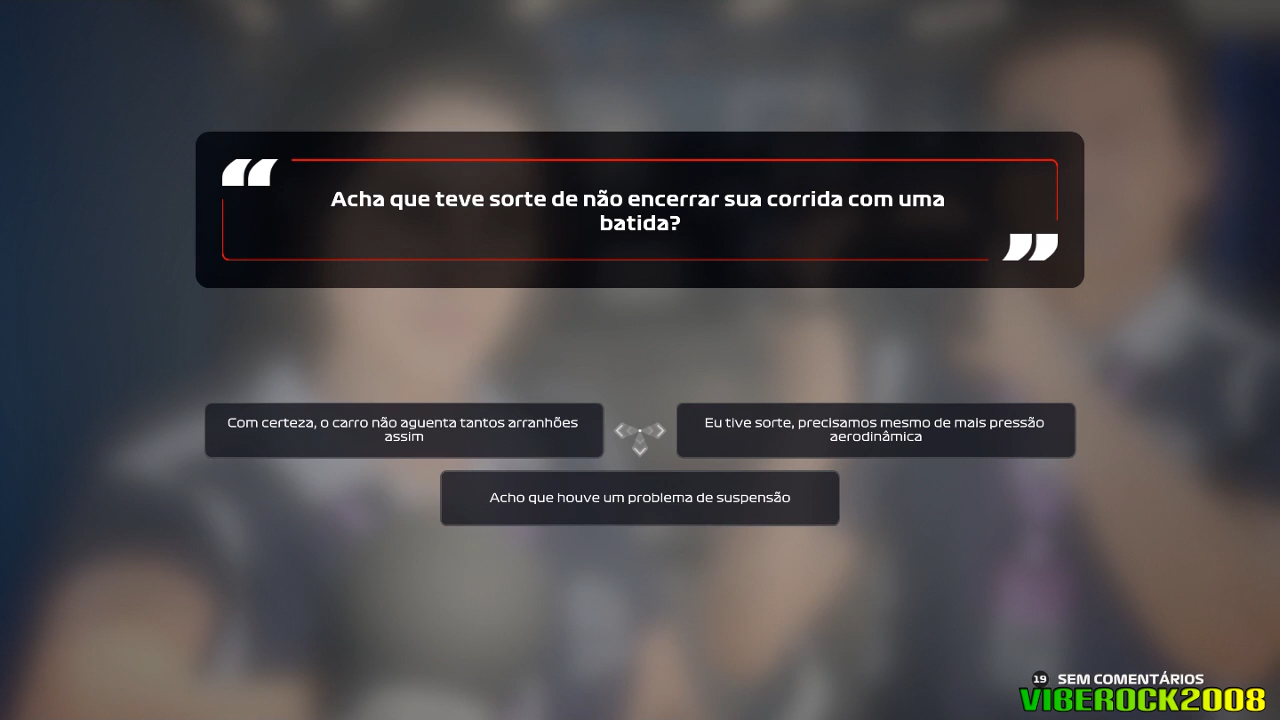 Acha que teve sorte de não encerrar sua corrida com uma
batida?
Com certeza, o carro não aguenta tantos arranhões
assim
Eu tive sorte, precisamos mesmo de mais pressão
aerodinâmica
Acho que houve um problema de suspensão
19 SEM COMENTÁRIOS
VIBEROCK2008